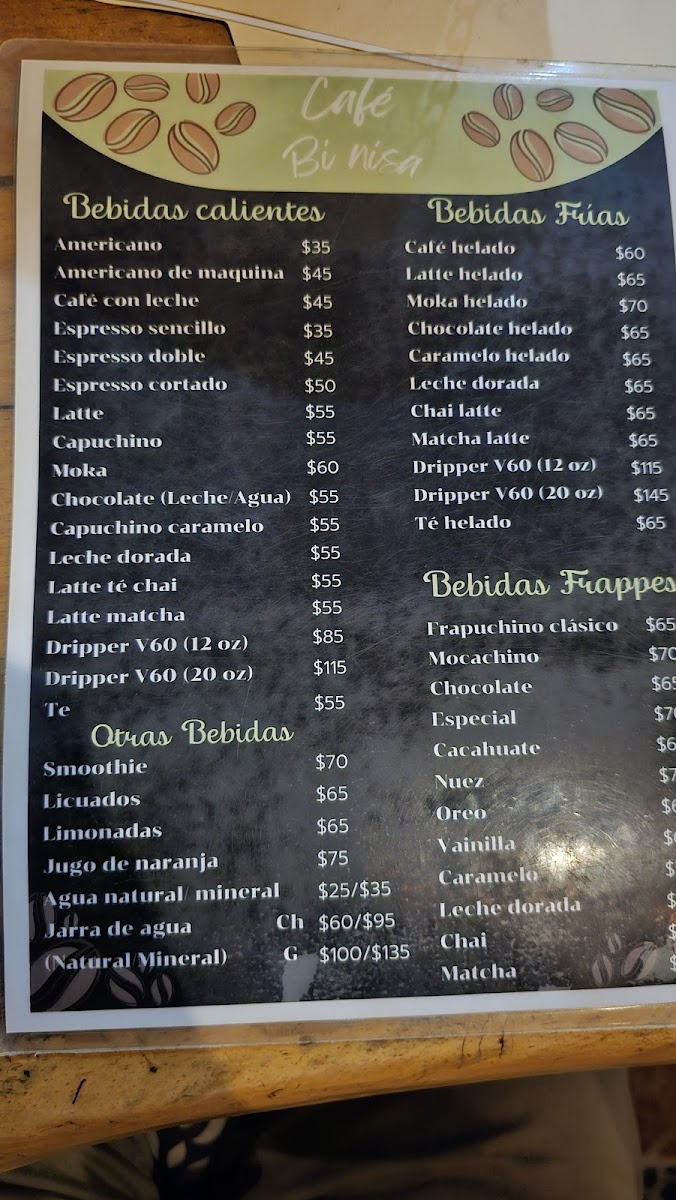 Café
Bi nisa
Bebidas calientes
Americano $35
Americano de maquina $45
Café con leche $45
Espresso sencillo $35
Espresso doble $45
Espresso cortado $50
Latte $55
Capuchino $55
Moka $60
Chocolate (Leche/Agua) $55
Capuchino caramelo $55
Leche dorada $55
Latte té chai $55
Latte matcha $55
Dripper V60 (12 oz) $85
Dripper V60 (20 oz) $115
Te $55
Otras Bebidas
Smoothie $70
Licuados $65
Limonadas $65
Jugo de naranja $75
Agua natural/ mineral $25/$35
Jarra de agua Ch $60/$95
(Natural/Mineral) G $100/$135
Bebidas Frías
Café helado $60
Latte helado $65
Moka helado $70
Chocolate helado $65
Caramelo helado $65
Leche dorada $65
Chai latte $65
Matcha latte $65
Dripper V60 (12 oz) $115
Dripper V60 (20 oz) $145
Té helado $65
Bebidas Frappes
Frapuchino clásico $65
Mocachino
Chocolate
Especial
Cacahuate
Nuez
Oreo
Vainilla
Caramelo
Leche dorada
Chai
Matcha